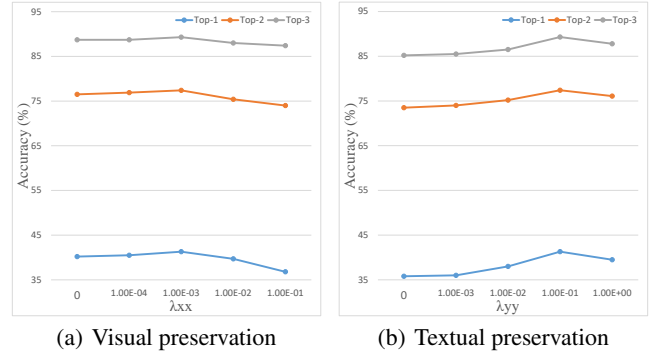 Top-1 Top-2 Top-3
95
85
75
65
55
45
35
Accuracy (%)
0 1.00E-04 1.00E-03 1.00E-02 1.00E-01
λxx
(a) Visual preservation
Top-1 Top-2 Top-3
95
85
75
65
55
45
35
Accuracy (%)
0 1.00E-03 1.00E-02 1.00E-01 1.00E+00
λyy
(b) Textual preservation